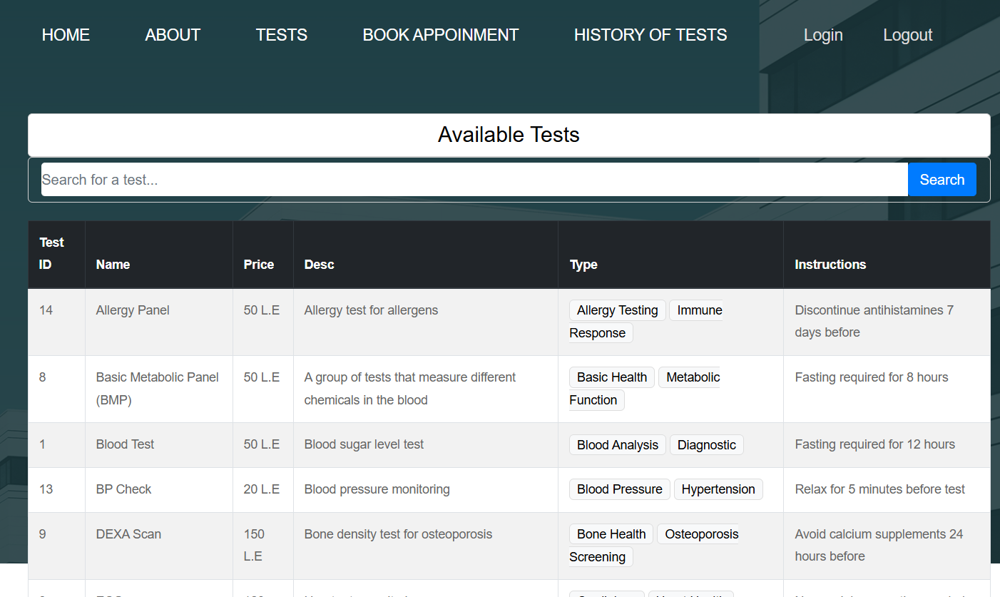 HOME ABOUT TESTS BOOK APPOINMENT HISTORY OF TESTS Login Logout
Available Tests
Search for a test... Search
Test ID Name Price Desc Type Instructions
14 Allergy Panel 50 L.E Allergy test for allergens Allergy Testing Immune Response Discontinue antihistamines 7 days before
8 Basic Metabolic Panel (BMP) 50 L.E A group of tests that measure different chemicals in the blood Basic Health Metabolic Function Fasting required for 8 hours
1 Blood Test 50 L.E Blood sugar level test Blood Analysis Diagnostic Fasting required for 12 hours
13 BP Check 20 L.E Blood pressure monitoring Blood Pressure Hypertension Relax for 5 minutes before test
9 DEXA Scan 150 L.E Bone density test for osteoporosis Bone Health Osteoporosis Screening Avoid calcium supplements 24 hours before